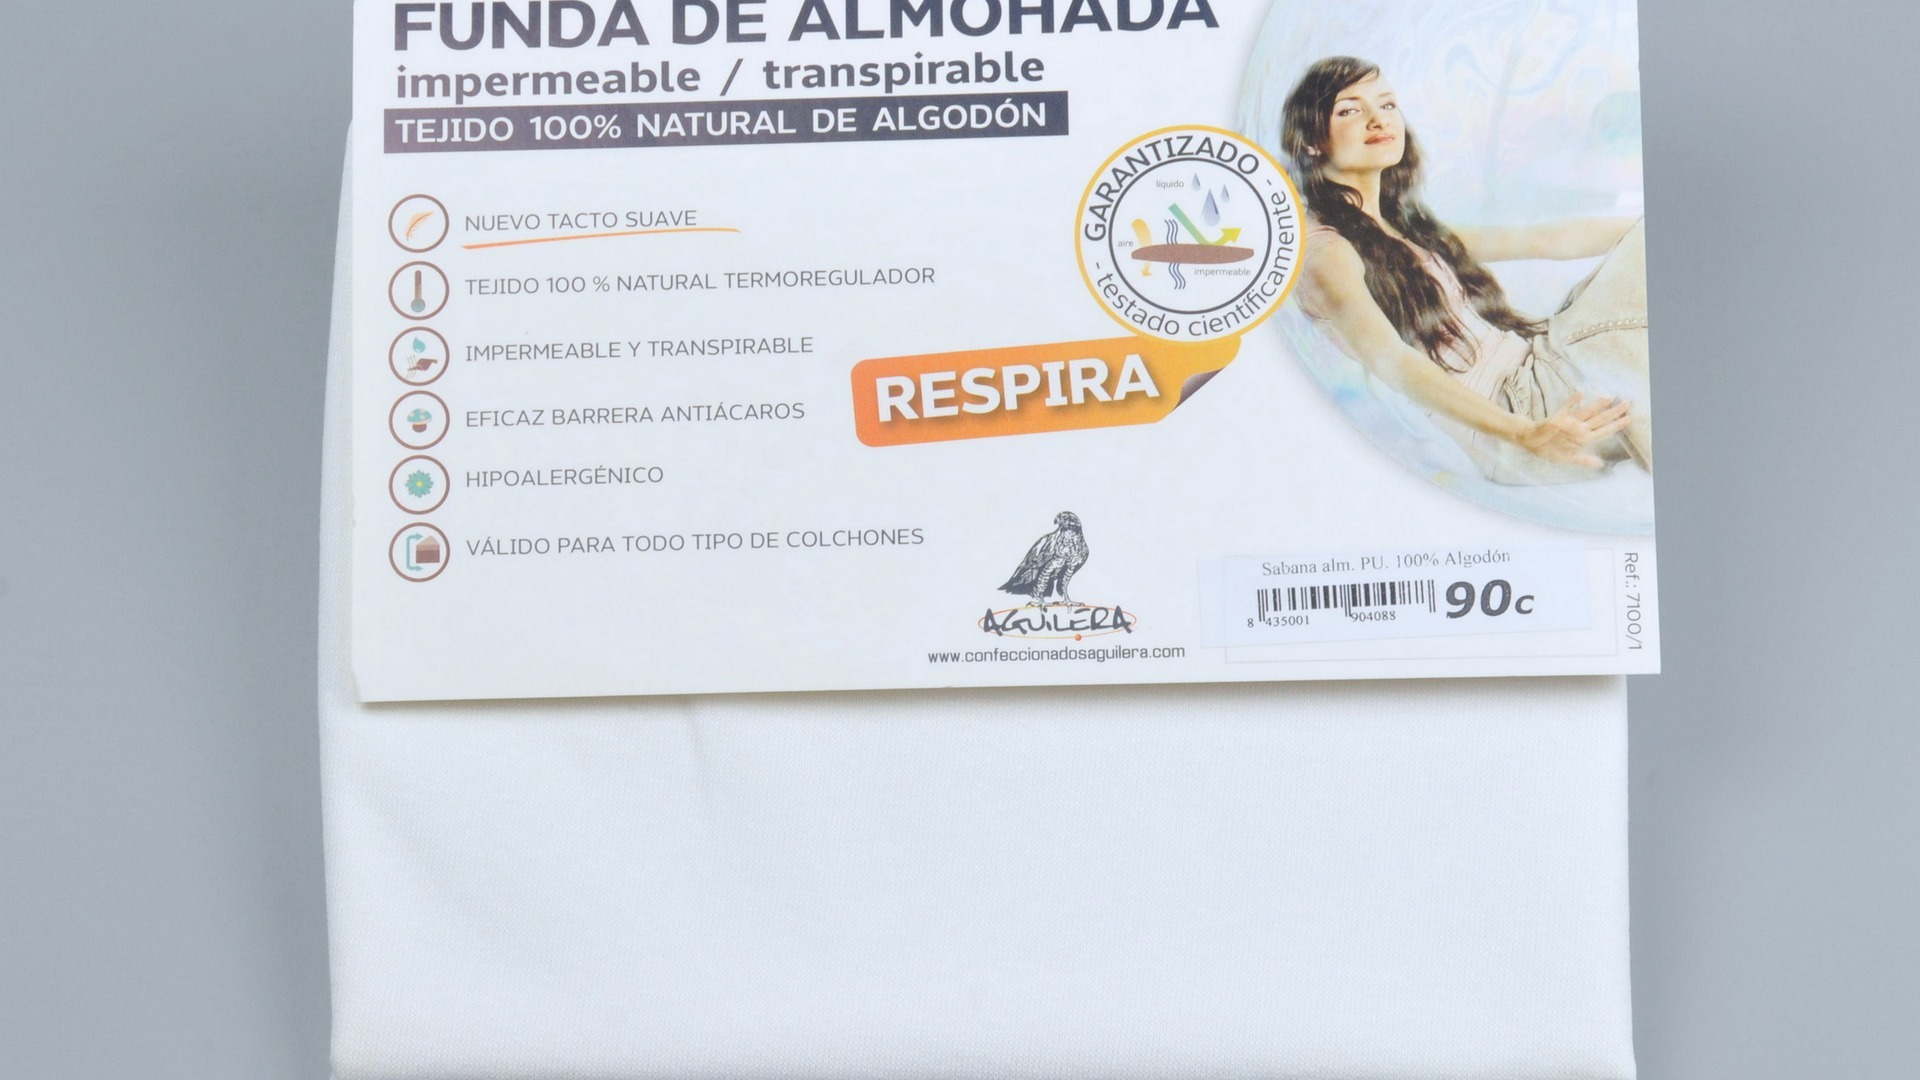 FUNDA DE ALMOHADA
impermeable / transpirable
TEJIDO 100% NATURAL DE ALGODÓN
NUEVO TACTO SUAVE
TEJIDO 100 % NATURAL TERMOREGULADOR
IMPERMEABLE Y TRANSPIRABLE
EFICAZ BARRERA ANTIÁCAROS
HIPOALERGÉNICO
VÁLIDO PARA TODO TIPO DE COLCHONES
GARANTIZADO
- testado científicamente -
líquido
aire
impermeable
RESPIRA
AGUILERA
www.confeccionadosaguilera.com
Sabana alm. PU. 100% Algodón
90c
8 435001 904088
Ref.: 7100/1